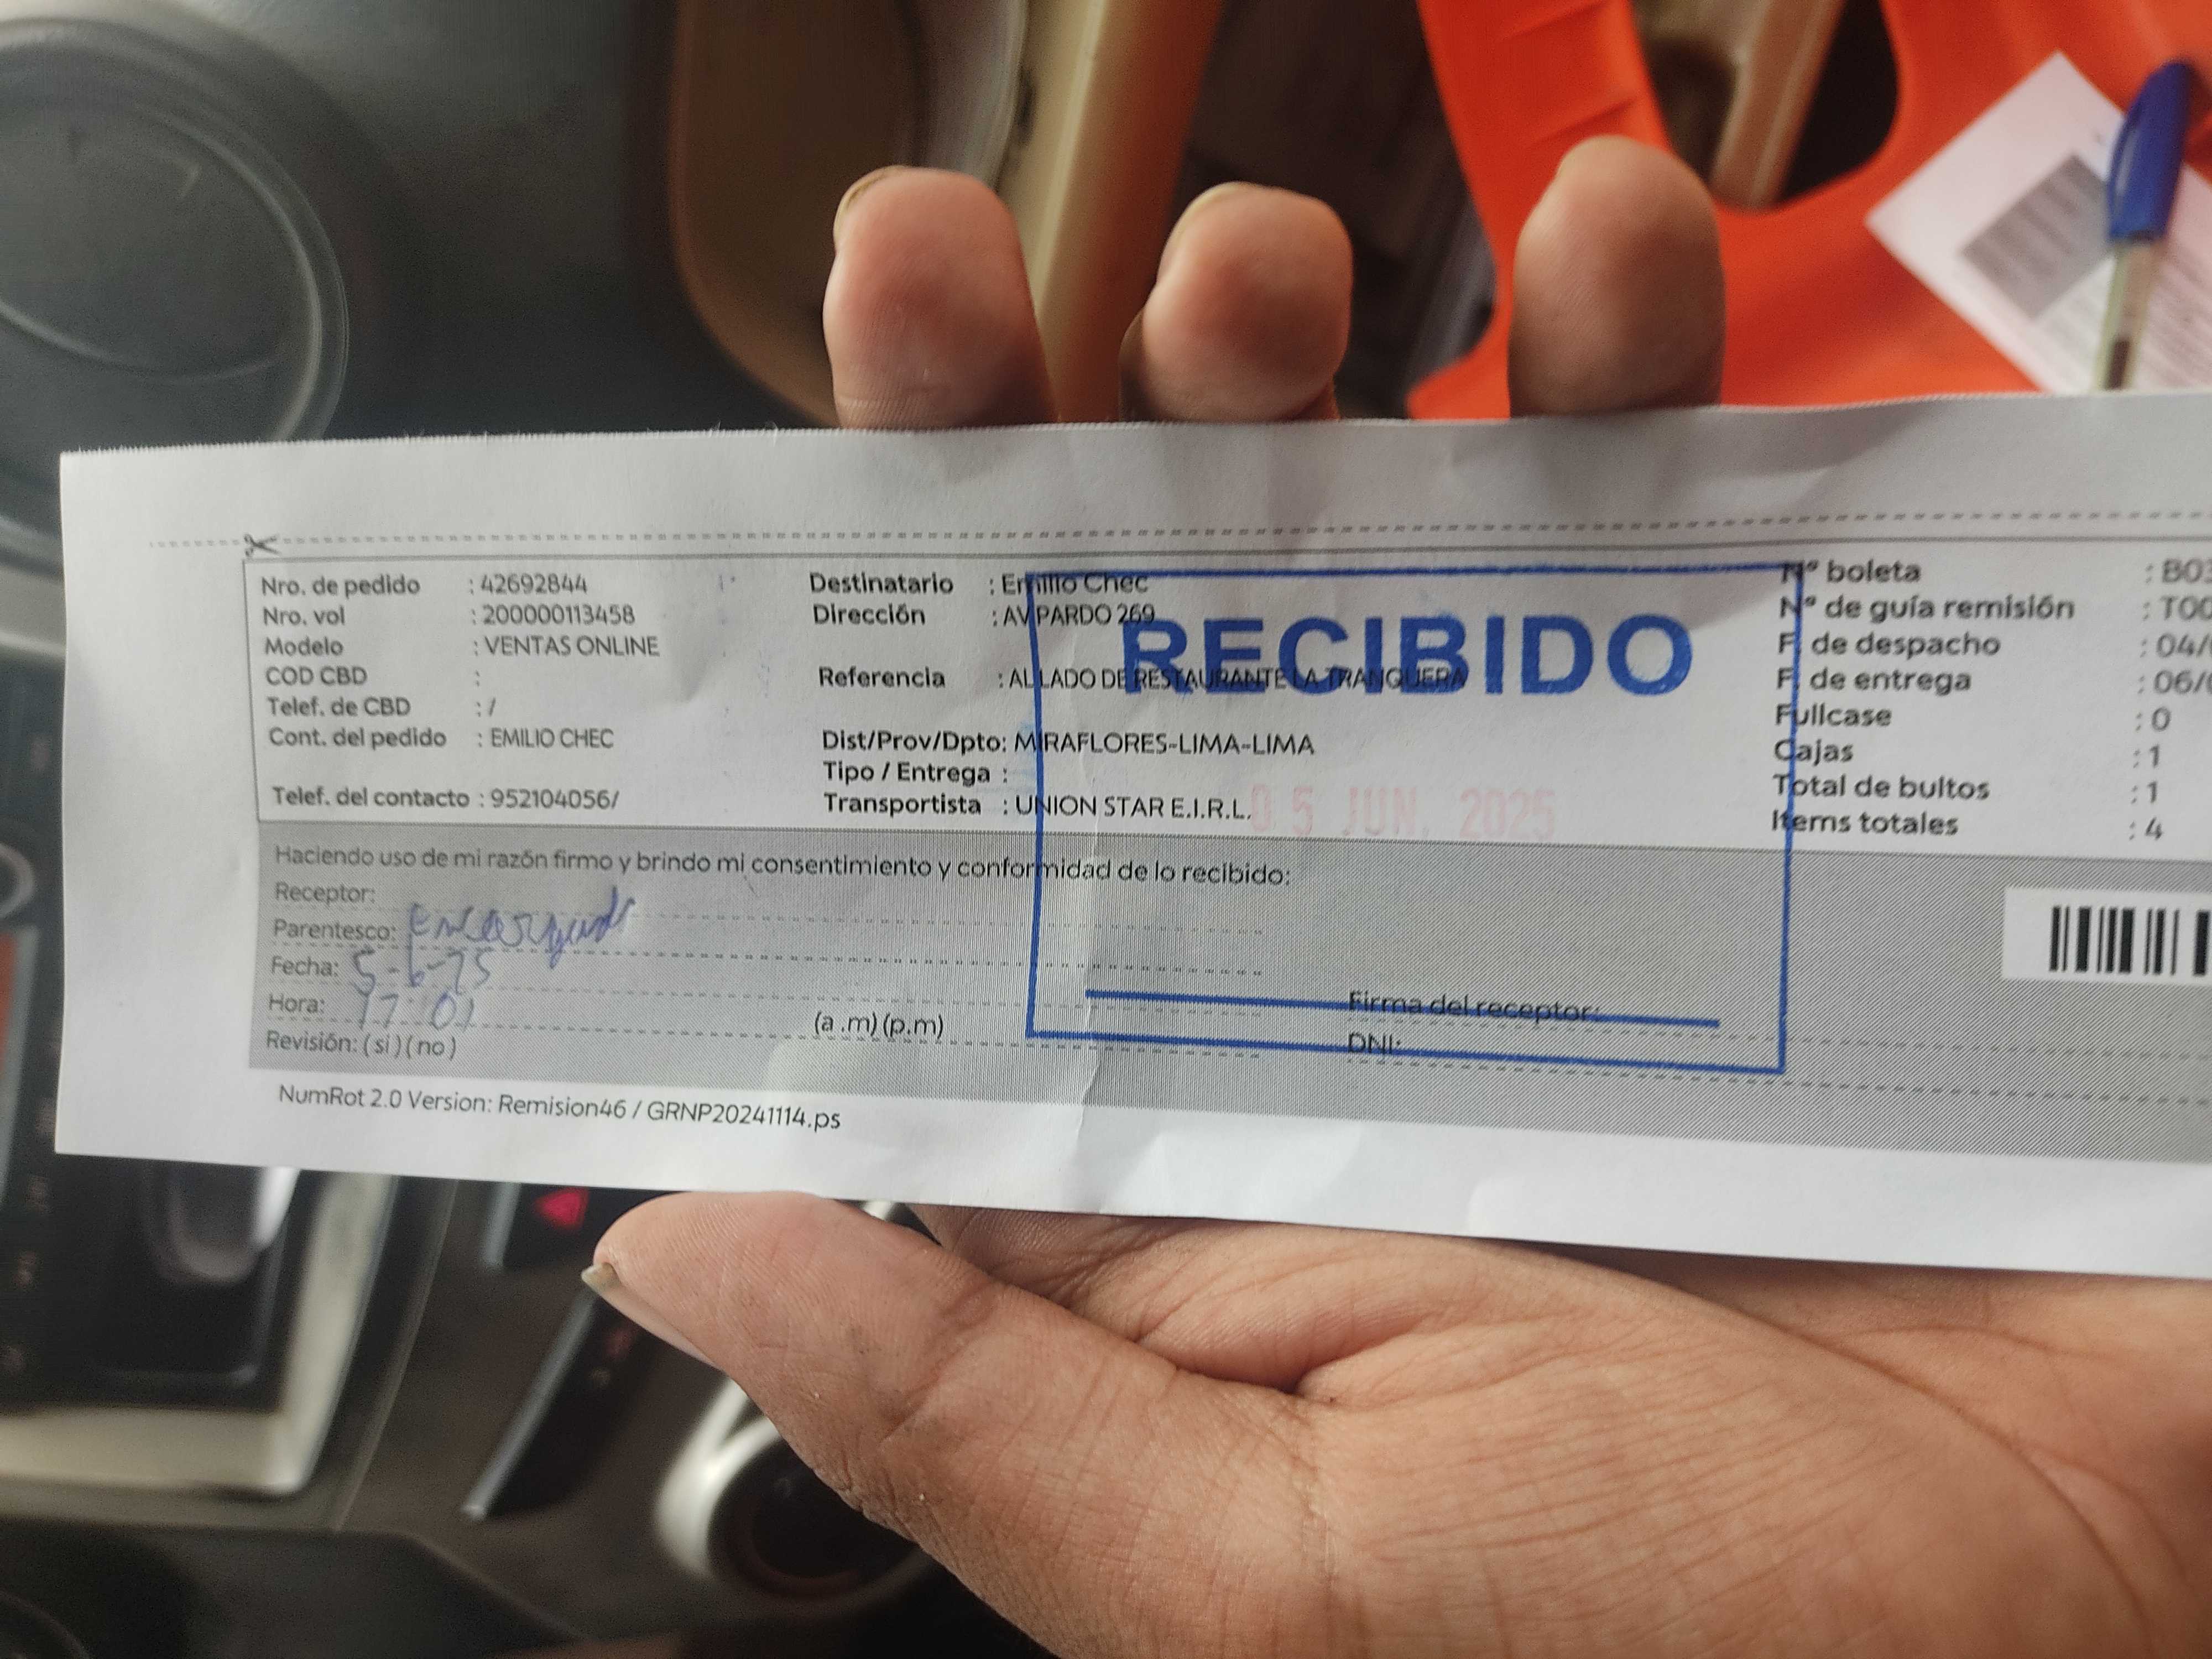 Nro. de pedido : 42692844
Nro. vol : 200000113458
Modelo : VENTAS ONLINE
COD CBD :
Telef. de CBD : /
Cont. del pedido : EMILIO CHEC
Telef. del contacto : 952104056/
Destinatario : Emilio Chec
Dirección : AV PARDO 269
Referencia : AL LADO DE RESTAURANTE LA TRANQUERA
Dist/Prov/Dpto: MIRAFLORES-LIMA-LIMA
Tipo / Entrega :
Transportista : UNION STAR E.I.R.L.
RECIBIDO
05 JUN. 2025
N° boleta : B03
N° de guía remisión : T00
F. de despacho : 04/
F. de entrega : 06/
Fullcase : 0
Cajas : 1
Total de bultos : 1
Items totales : 4
Haciendo uso de mi razón firmo y brindo mi consentimiento y conformidad de lo recibido:
Receptor:
Parentesco: Encargado
Fecha: 5-6-25
Hora: 17:01 (a .m) (p.m)
Revisión: ( si ) ( no )
Firma del receptor:
DNI:
NumRot 2.0 Version: Remision46 / GRNP20241114.ps